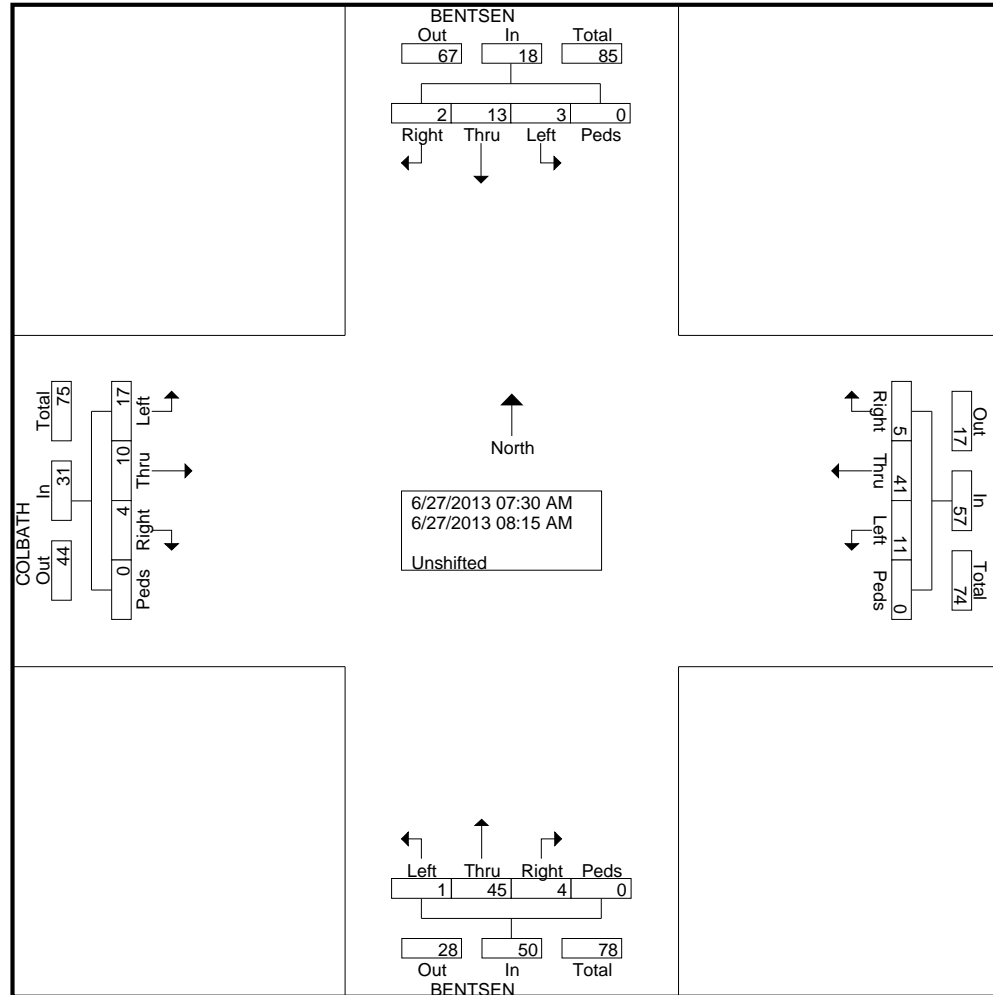 BENTSEN
Out In Total
67 18 85
2 13 3 0
Right Thru Left Peds
North
6/27/2013 07:30 AM
6/27/2013 08:15 AM
Unshifted
COLBATH
Out In Total
44 31 75
0 4 10 17
Peds Right Thru Left
Out In Total
17 57 74
5 41 11 0
Right Thru Left Peds
Left Thru Right Peds
1 45 4 0
28 50 78
Out In Total
BENTSEN